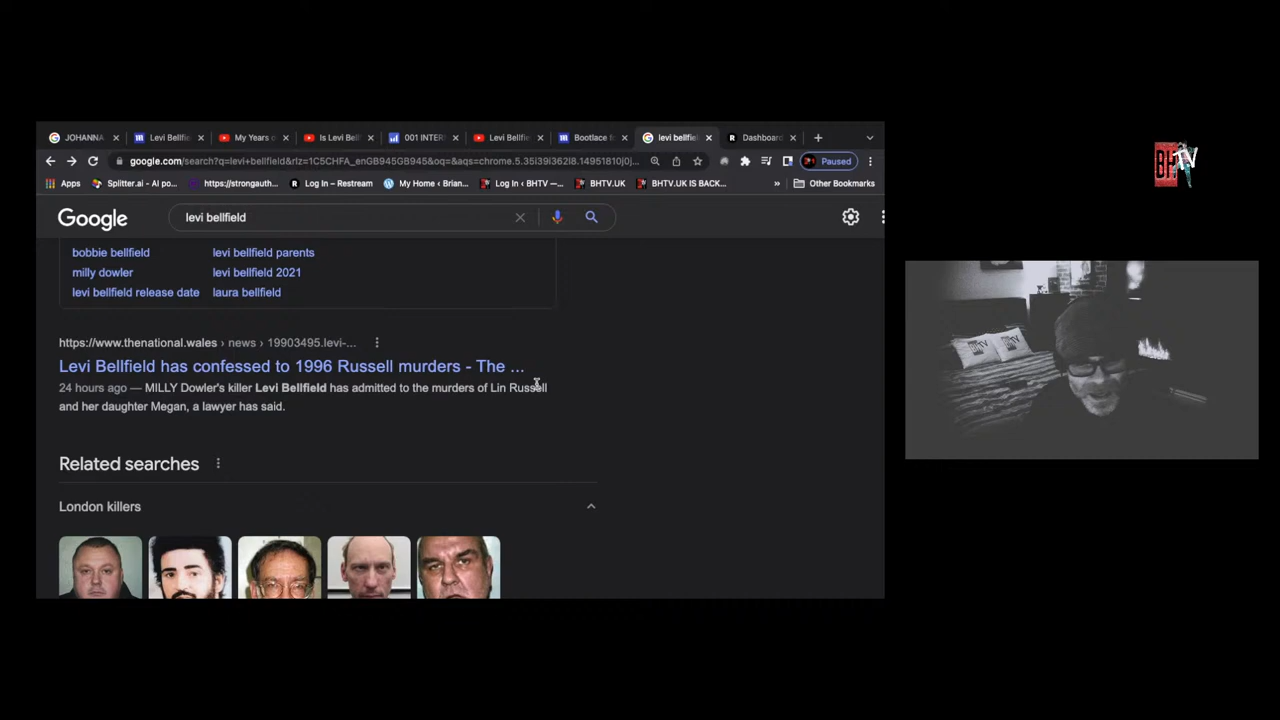 JOHANNA
Levi Bellfie
My Years o
Is Levi Bell
001 INTER
Levi Bellfie
Bootlace fo
levi bellfiel
Dashboard
google.com/search?q=levi+bellfield&rlz=1C5CHFA_enGB945GB945&oq=&aqs=chrome.5.35i39i362l8.14951810j0j...
Paused
Apps
Splitter.ai - AI po...
https://strongauth...
Log In – Restream
My Home ‹ Brian...
Log In ‹ BHTV —...
BHTV.UK
BHTV.UK IS BACK...
»
Other Bookmarks
Google
levi bellfield
bobbie bellfield
levi bellfield parents
milly dowler
levi bellfield 2021
levi bellfield release date
laura bellfield
https://www.thenational.wales › news › 19903495.levi-...
Levi Bellfield has confessed to 1996 Russell murders - The ...
24 hours ago — MILLY Dowler's killer Levi Bellfield has admitted to the murders of Lin Russell
and her daughter Megan, a lawyer has said.
Related searches
London killers
BHTV
BHTV
BHTV